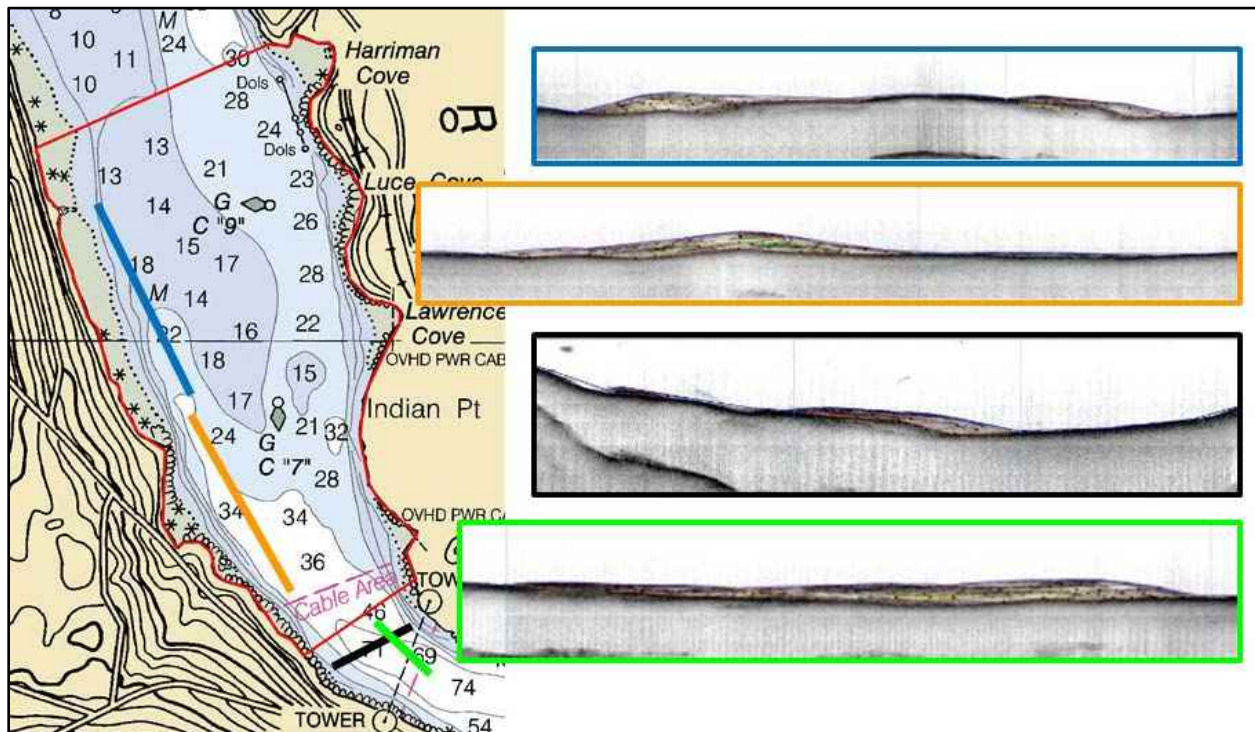 8
9
M
10
24
11
30
10
Harriman
Cove
Dols
28
24
R
o
Dols
13
21
23
13
Luce Cove
14
G
C "9"
26
15
18
17
28
M
14
Lawrence
Cove
22
16
22
OVHD PWR CAB
18
15
17
Indian Pt
24
G
21
32
C "7"
28
34
34
OVHD PWR CA
36
Cable Area
TOW
46
71
69
74
TOWER
54